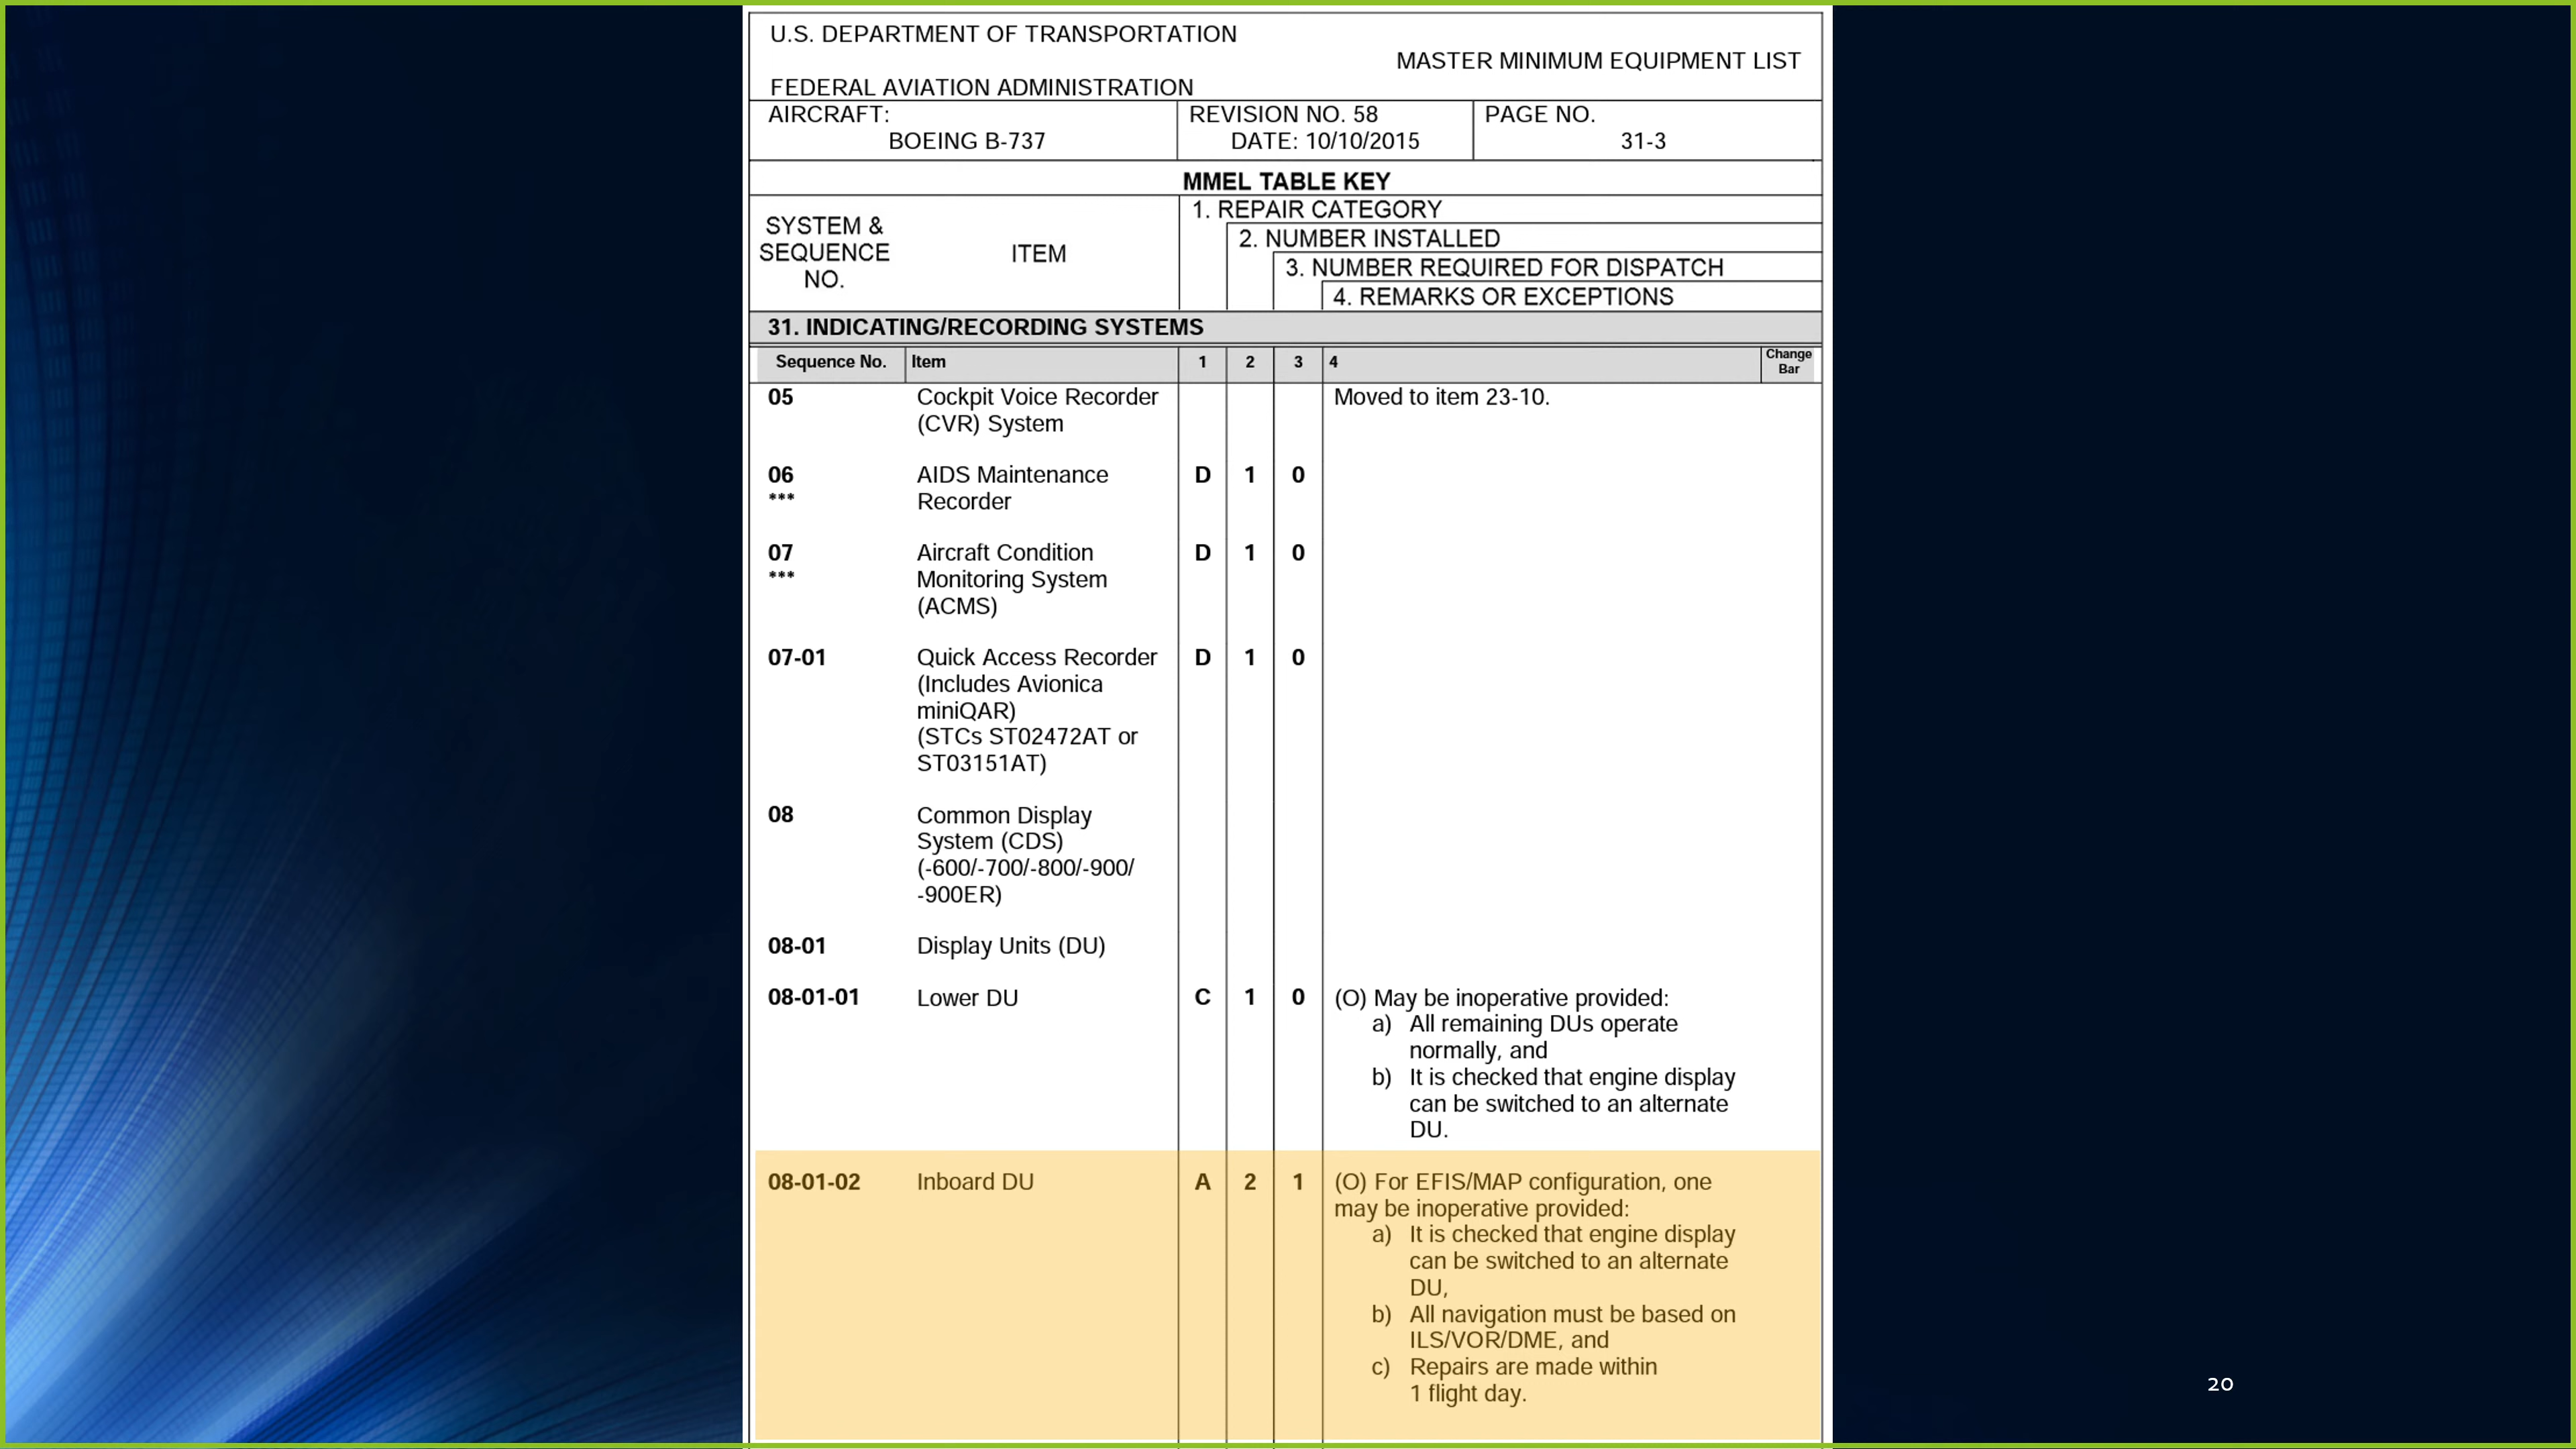 U.S. DEPARTMENT OF TRANSPORTATION
MASTER MINIMUM EQUIPMENT LIST
FEDERAL AVIATION ADMINISTRATION
AIRCRAFT:
BOEING B-737
REVISION NO. 58
DATE: 10/10/2015
PAGE NO.
31-3
MMEL TABLE KEY
SYSTEM &
SEQUENCE
NO.
ITEM
1. REPAIR CATEGORY
2. NUMBER INSTALLED
3. NUMBER REQUIRED FOR DISPATCH
4. REMARKS OR EXCEPTIONS
31. INDICATING/RECORDING SYSTEMS
Sequence No. Item 1 2 3 4 Change
Bar
05 Cockpit Voice Recorder Moved to item 23-10.
(CVR) System
06 AIDS Maintenance D 1 0
*** Recorder
07 Aircraft Condition D 1 0
*** Monitoring System
(ACMS)
07-01 Quick Access Recorder D 1 0
(Includes Avionica
miniQAR)
(STCs ST02472AT or
ST03151AT)
08 Common Display
System (CDS)
(-600/-700/-800/-900/
-900ER)
08-01 Display Units (DU)
08-01-01 Lower DU C 1 0 (O) May be inoperative provided:
a) All remaining DUs operate
normally, and
b) It is checked that engine display
can be switched to an alternate
DU.
08-01-02 Inboard DU A 2 1 (O) For EFIS/MAP configuration, one
may be inoperative provided:
a) It is checked that engine display
can be switched to an alternate
DU,
b) All navigation must be based on
ILS/VOR/DME, and
c) Repairs are made within
1 flight day.
20